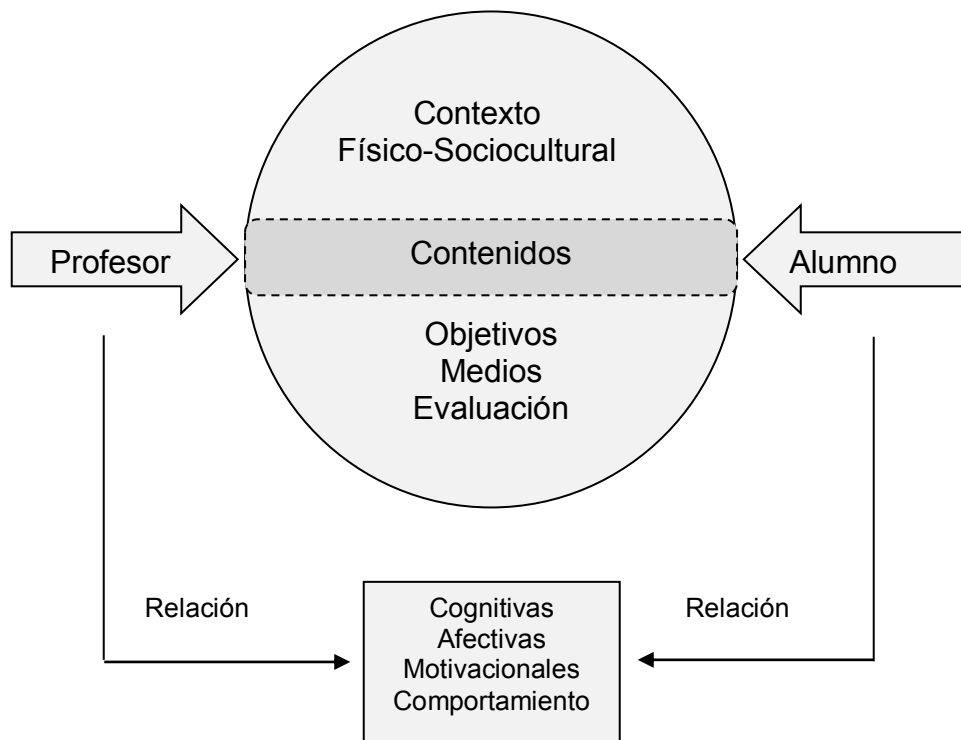 Contexto
Físico-Sociocultural
Profesor
Contenidos
Alumno
Objetivos
Medios
Evaluación
Relación
Cognitivas
Afectivas
Motivacionales
Comportamiento
Relación